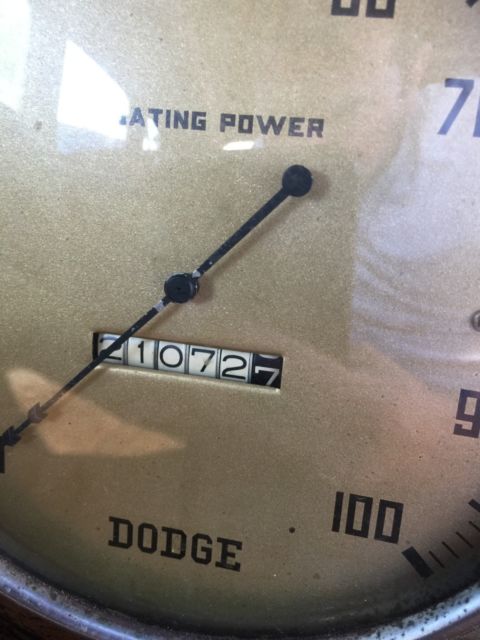 ATING POWER
210727
100
DODGE